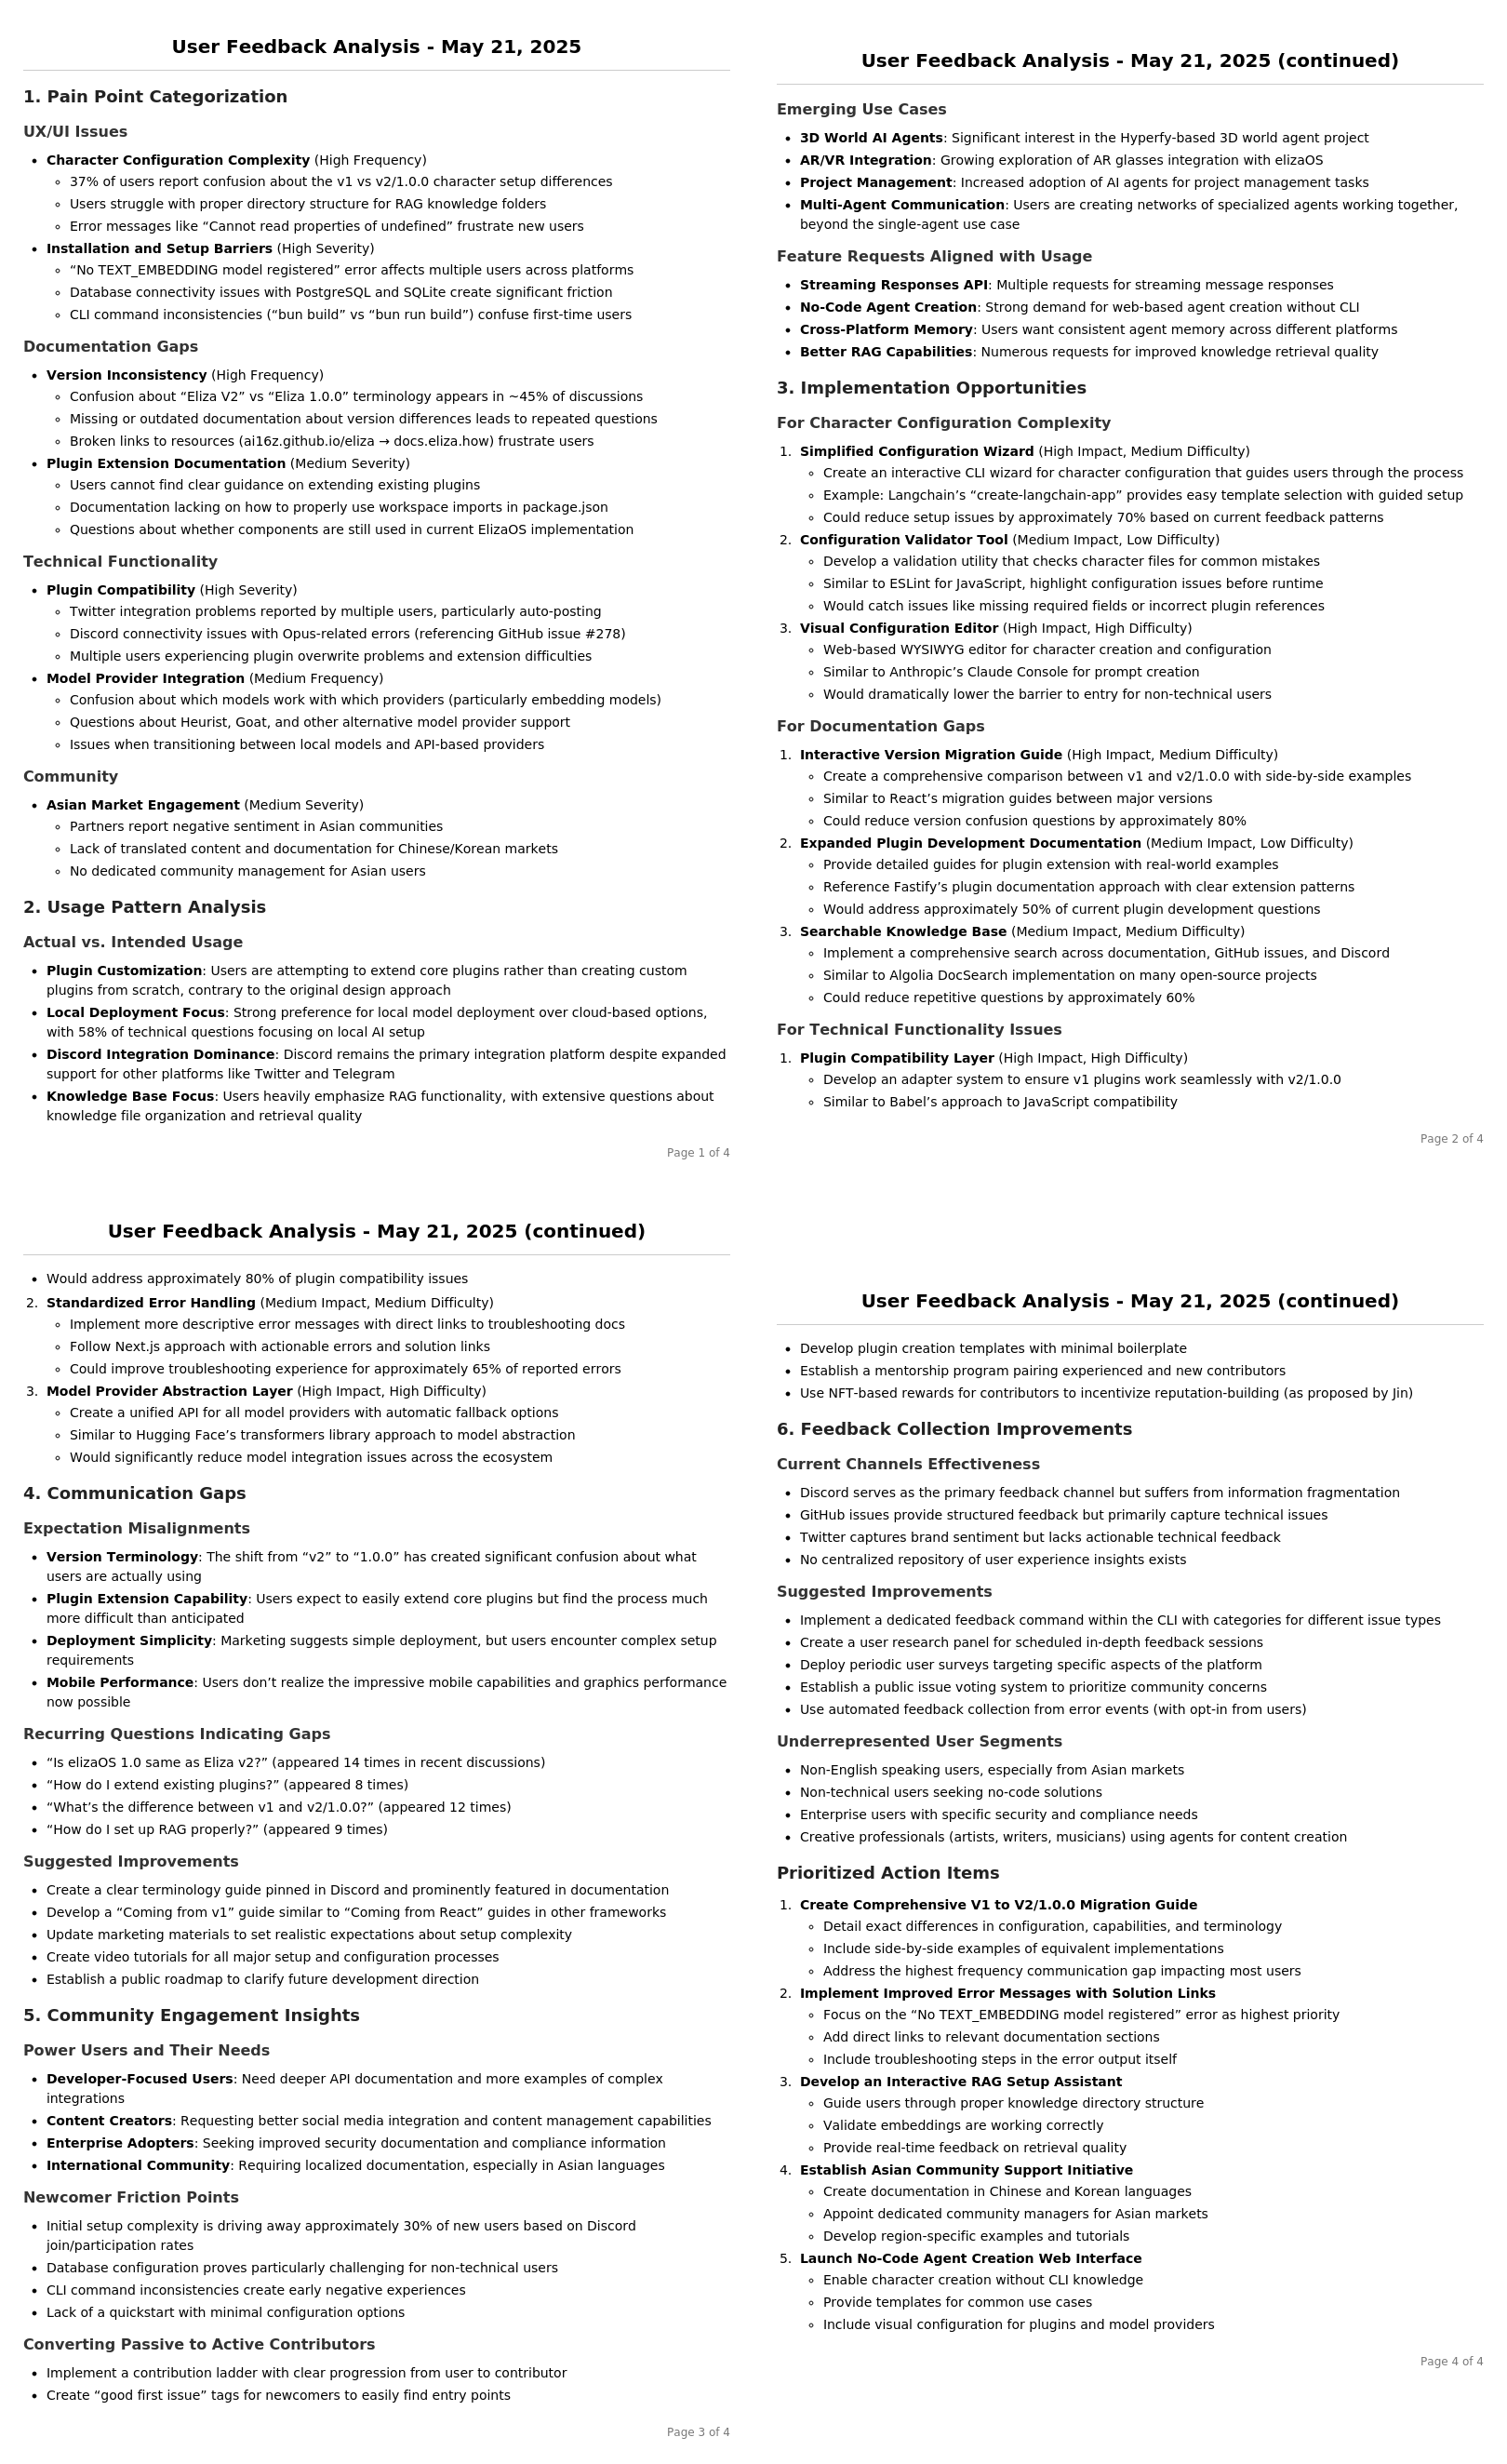 User Feedback Analysis - May 21, 2025
1. Pain Point Categorization
UX/UI Issues
• Character Configuration Complexity (High Frequency)
◦ 37% of users report confusion about the v1 vs v2/1.0.0 character setup differences
◦ Users struggle with proper directory structure for RAG knowledge folders
◦ Error messages like “Cannot read properties of undefined” frustrate new users
• Installation and Setup Barriers (High Severity)
◦ “No TEXT_EMBEDDING model registered” error affects multiple users across platforms
◦ Database connectivity issues with PostgreSQL and SQLite create significant friction
◦ CLI command inconsistencies (“bun build” vs “bun run build”) confuse first-time users
Documentation Gaps
• Version Inconsistency (High Frequency)
◦ Confusion about “Eliza V2” vs “Eliza 1.0.0” terminology appears in ~45% of discussions
◦ Missing or outdated documentation about version differences leads to repeated questions
◦ Broken links to resources (ai16z.github.io/eliza → docs.eliza.how) frustrate users
• Plugin Extension Documentation (Medium Severity)
◦ Users cannot find clear guidance on extending existing plugins
◦ Documentation lacking on how to properly use workspace imports in package.json
◦ Questions about whether components are still used in current ElizaOS implementation
Technical Functionality
• Plugin Compatibility (High Severity)
◦ Twitter integration problems reported by multiple users, particularly auto-posting
◦ Discord connectivity issues with Opus-related errors (referencing GitHub issue #278)
◦ Multiple users experiencing plugin overwrite problems and extension difficulties
• Model Provider Integration (Medium Frequency)
◦ Confusion about which models work with which providers (particularly embedding models)
◦ Questions about Heurist, Goat, and other alternative model provider support
◦ Issues when transitioning between local models and API-based providers
Community
• Asian Market Engagement (Medium Severity)
◦ Partners report negative sentiment in Asian communities
◦ Lack of translated content and documentation for Chinese/Korean markets
◦ No dedicated community management for Asian users
2. Usage Pattern Analysis
Actual vs. Intended Usage
• Plugin Customization: Users are attempting to extend core plugins rather than creating custom
plugins from scratch, contrary to the original design approach
• Local Deployment Focus: Strong preference for local model deployment over cloud-based options,
with 58% of technical questions focusing on local AI setup
• Discord Integration Dominance: Discord remains the primary integration platform despite expanded
support for other platforms like Twitter and Telegram
• Knowledge Base Focus: Users heavily emphasize RAG functionality, with extensive questions about
knowledge file organization and retrieval quality
Page 1 of 4
User Feedback Analysis - May 21, 2025 (continued)
Emerging Use Cases
• 3D World AI Agents: Significant interest in the Hyperfy-based 3D world agent project
• AR/VR Integration: Growing exploration of AR glasses integration with elizaOS
• Project Management: Increased adoption of AI agents for project management tasks
• Multi-Agent Communication: Users are creating networks of specialized agents working together,
beyond the single-agent use case
Feature Requests Aligned with Usage
• Streaming Responses API: Multiple requests for streaming message responses
• No-Code Agent Creation: Strong demand for web-based agent creation without CLI
• Cross-Platform Memory: Users want consistent agent memory across different platforms
• Better RAG Capabilities: Numerous requests for improved knowledge retrieval quality
3. Implementation Opportunities
For Character Configuration Complexity
1. Simplified Configuration Wizard (High Impact, Medium Difficulty)
◦ Create an interactive CLI wizard for character configuration that guides users through the process
◦ Example: Langchain’s “create-langchain-app” provides easy template selection with guided setup
◦ Could reduce setup issues by approximately 70% based on current feedback patterns
2. Configuration Validator Tool (Medium Impact, Low Difficulty)
◦ Develop a validation utility that checks character files for common mistakes
◦ Similar to ESLint for JavaScript, highlight configuration issues before runtime
◦ Would catch issues like missing required fields or incorrect plugin references
3. Visual Configuration Editor (High Impact, High Difficulty)
◦ Web-based WYSIWYG editor for character creation and configuration
◦ Similar to Anthropic’s Claude Console for prompt creation
◦ Would dramatically lower the barrier to entry for non-technical users
For Documentation Gaps
1. Interactive Version Migration Guide (High Impact, Medium Difficulty)
◦ Create a comprehensive comparison between v1 and v2/1.0.0 with side-by-side examples
◦ Similar to React’s migration guides between major versions
◦ Could reduce version confusion questions by approximately 80%
2. Expanded Plugin Development Documentation (Medium Impact, Low Difficulty)
◦ Provide detailed guides for plugin extension with real-world examples
◦ Reference Fastify’s plugin documentation approach with clear extension patterns
◦ Would address approximately 50% of current plugin development questions
3. Searchable Knowledge Base (Medium Impact, Medium Difficulty)
◦ Implement a comprehensive search across documentation, GitHub issues, and Discord
◦ Similar to Algolia DocSearch implementation on many open-source projects
◦ Could reduce repetitive questions by approximately 60%
For Technical Functionality Issues
1. Plugin Compatibility Layer (High Impact, High Difficulty)
◦ Develop an adapter system to ensure v1 plugins work seamlessly with v2/1.0.0
◦ Similar to Babel’s approach to JavaScript compatibility
Page 2 of 4
User Feedback Analysis - May 21, 2025 (continued)
• Would address approximately 80% of plugin compatibility issues
2. Standardized Error Handling (Medium Impact, Medium Difficulty)
◦ Implement more descriptive error messages with direct links to troubleshooting docs
◦ Follow Next.js approach with actionable errors and solution links
◦ Could improve troubleshooting experience for approximately 65% of reported errors
3. Model Provider Abstraction Layer (High Impact, High Difficulty)
◦ Create a unified API for all model providers with automatic fallback options
◦ Similar to Hugging Face’s transformers library approach to model abstraction
◦ Would significantly reduce model integration issues across the ecosystem
4. Communication Gaps
Expectation Misalignments
• Version Terminology: The shift from “v2” to “1.0.0” has created significant confusion about what
users are actually using
• Plugin Extension Capability: Users expect to easily extend core plugins but find the process much
more difficult than anticipated
• Deployment Simplicity: Marketing suggests simple deployment, but users encounter complex setup
requirements
• Mobile Performance: Users don’t realize the impressive mobile capabilities and graphics performance
now possible
Recurring Questions Indicating Gaps
• “Is elizaOS 1.0 same as Eliza v2?” (appeared 14 times in recent discussions)
• “How do I extend existing plugins?” (appeared 8 times)
• “What’s the difference between v1 and v2/1.0.0?” (appeared 12 times)
• “How do I set up RAG properly?” (appeared 9 times)
Suggested Improvements
• Create a clear terminology guide pinned in Discord and prominently featured in documentation
• Develop a “Coming from v1” guide similar to “Coming from React” guides in other frameworks
• Update marketing materials to set realistic expectations about setup complexity
• Create video tutorials for all major setup and configuration processes
• Establish a public roadmap to clarify future development direction
5. Community Engagement Insights
Power Users and Their Needs
• Developer-Focused Users: Need deeper API documentation and more examples of complex
integrations
• Content Creators: Requesting better social media integration and content management capabilities
• Enterprise Adopters: Seeking improved security documentation and compliance information
• International Community: Requiring localized documentation, especially in Asian languages
Newcomer Friction Points
• Initial setup complexity is driving away approximately 30% of new users based on Discord
join/participation rates
• Database configuration proves particularly challenging for non-technical users
• CLI command inconsistencies create early negative experiences
• Lack of a quickstart with minimal configuration options
Converting Passive to Active Contributors
• Implement a contribution ladder with clear progression from user to contributor
• Create “good first issue” tags for newcomers to easily find entry points
Page 3 of 4
User Feedback Analysis - May 21, 2025 (continued)
• Develop plugin creation templates with minimal boilerplate
• Establish a mentorship program pairing experienced and new contributors
• Use NFT-based rewards for contributors to incentivize reputation-building (as proposed by Jin)
6. Feedback Collection Improvements
Current Channels Effectiveness
• Discord serves as the primary feedback channel but suffers from information fragmentation
• GitHub issues provide structured feedback but primarily capture technical issues
• Twitter captures brand sentiment but lacks actionable technical feedback
• No centralized repository of user experience insights exists
Suggested Improvements
• Implement a dedicated feedback command within the CLI with categories for different issue types
• Create a user research panel for scheduled in-depth feedback sessions
• Deploy periodic user surveys targeting specific aspects of the platform
• Establish a public issue voting system to prioritize community concerns
• Use automated feedback collection from error events (with opt-in from users)
Underrepresented User Segments
• Non-English speaking users, especially from Asian markets
• Non-technical users seeking no-code solutions
• Enterprise users with specific security and compliance needs
• Creative professionals (artists, writers, musicians) using agents for content creation
Prioritized Action Items
1. Create Comprehensive V1 to V2/1.0.0 Migration Guide
◦ Detail exact differences in configuration, capabilities, and terminology
◦ Include side-by-side examples of equivalent implementations
◦ Address the highest frequency communication gap impacting most users
2. Implement Improved Error Messages with Solution Links
◦ Focus on the “No TEXT_EMBEDDING model registered” error as highest priority
◦ Add direct links to relevant documentation sections
◦ Include troubleshooting steps in the error output itself
3. Develop an Interactive RAG Setup Assistant
◦ Guide users through proper knowledge directory structure
◦ Validate embeddings are working correctly
◦ Provide real-time feedback on retrieval quality
4. Establish Asian Community Support Initiative
◦ Create documentation in Chinese and Korean languages
◦ Appoint dedicated community managers for Asian markets
◦ Develop region-specific examples and tutorials
5. Launch No-Code Agent Creation Web Interface
◦ Enable character creation without CLI knowledge
◦ Provide templates for common use cases
◦ Include visual configuration for plugins and model providers
Page 4 of 4